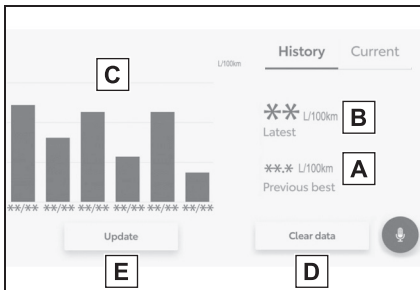 History Current
L/100km
C
** L/100km B
Latest
**.* L/100km A
Previous best
**/** **/** **/** **/** **/** **/**
Update Clear data
E D